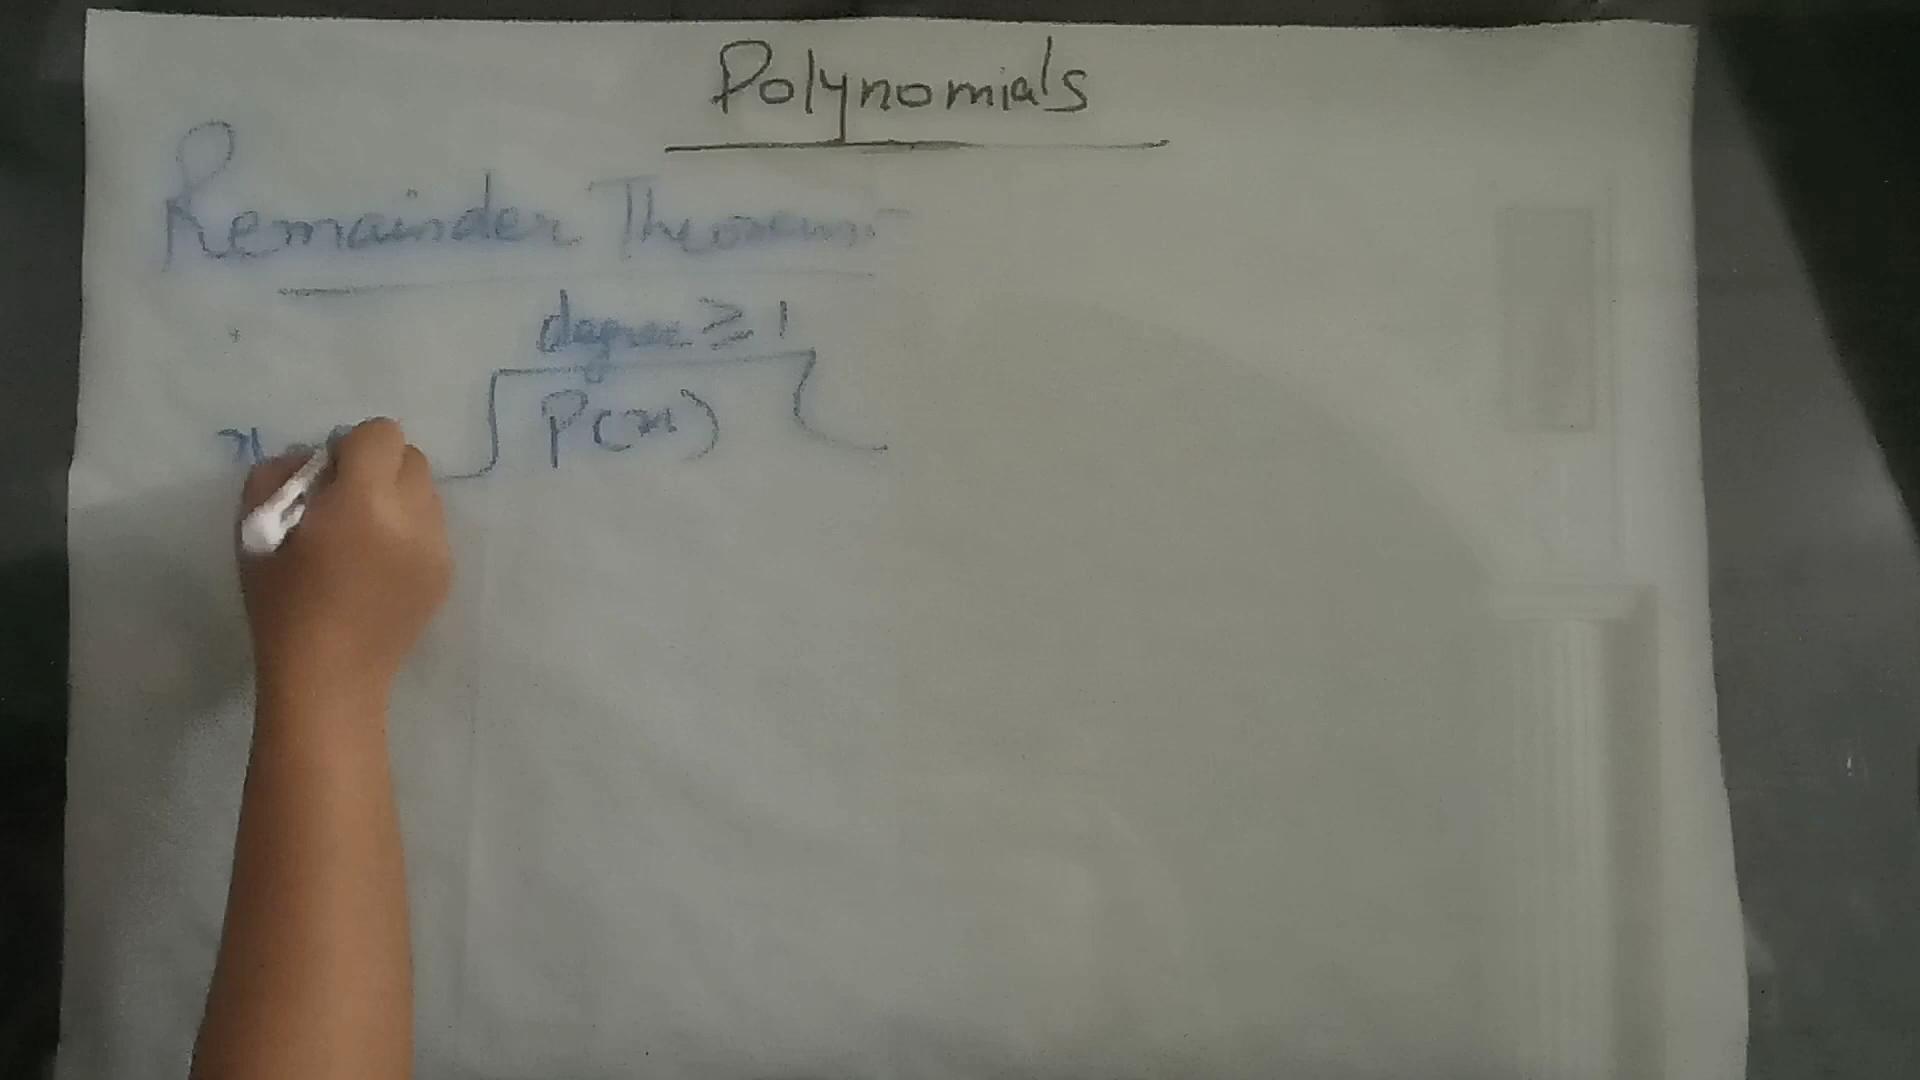 Polynomials
Remainder Theorem:-
degree ≥ 1
x
P(x)